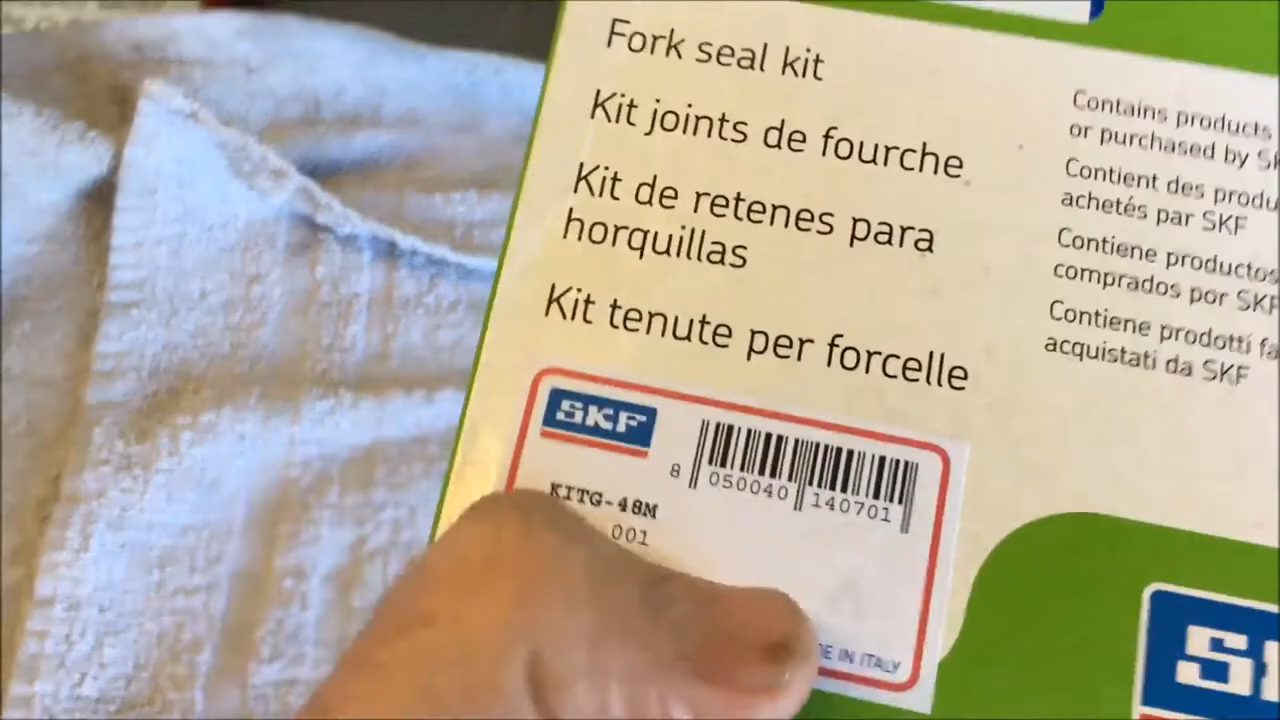 Fork seal kit
Kit joints de fourche
Kit de retenes para
horquillas
Kit tenute per forcelle
Contains products
or purchased by
Contient des
achetés par SKF
Contiene productos
comprados por SKF
Contiene prodotti
acquistati da SKF
SKF
8 050040 140701
KITG-48M
001
IN ITALY